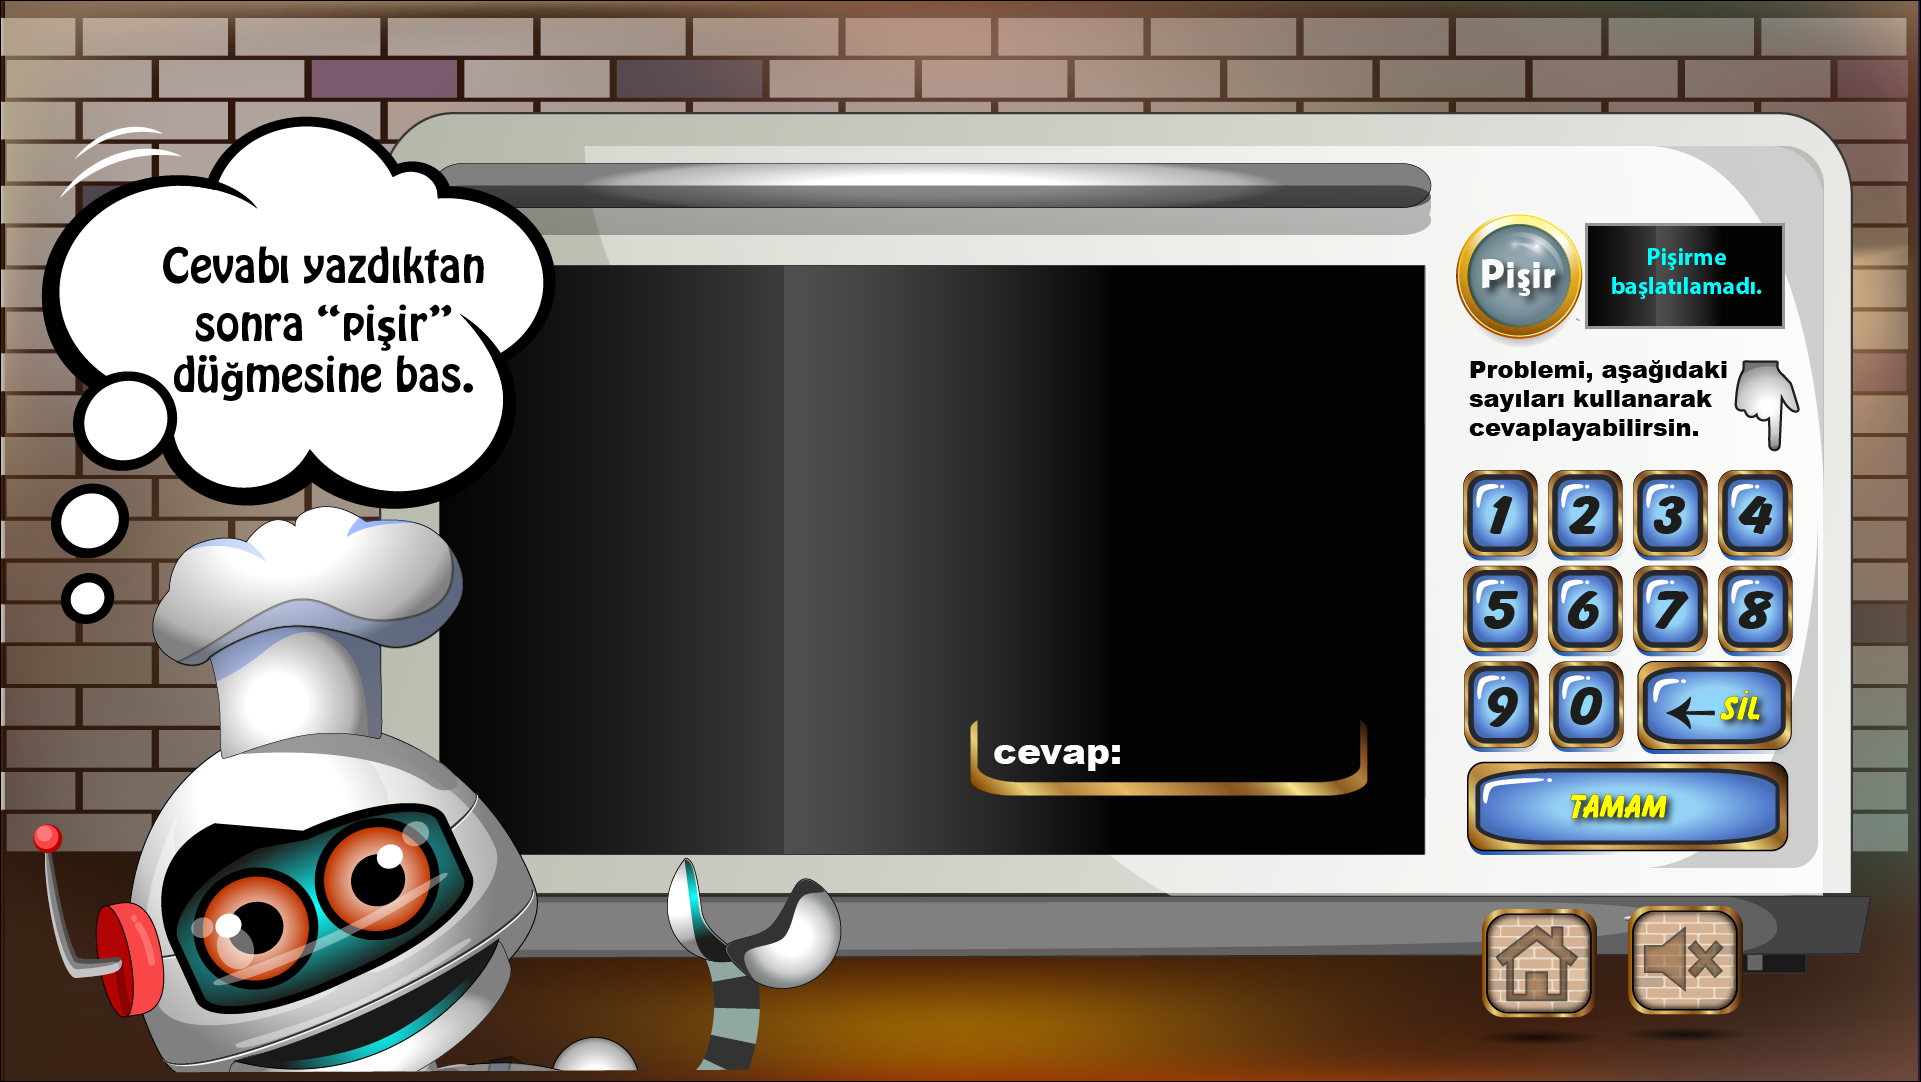 Cevabı yazdıktan
sonra “pişir”
düğmesine bas.
Pişir
Pişirme
başlatılamadı.
Problemi, aşağıdaki
sayıları kullanarak
cevaplayabilirsin.
1 2 3 4
5 6 7 8
9 0 ← SİL
TAMAM
cevap: